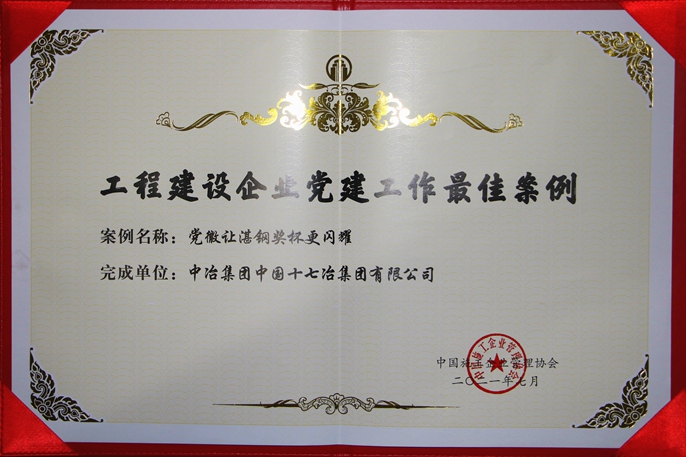 工程建设企业党建工作最佳案例
案例名称：党徽让湛钢奖杯更闪耀
完成单位：中冶集团中国十七冶集团有限公司
中国施工企业管理协会
二〇二一年七月